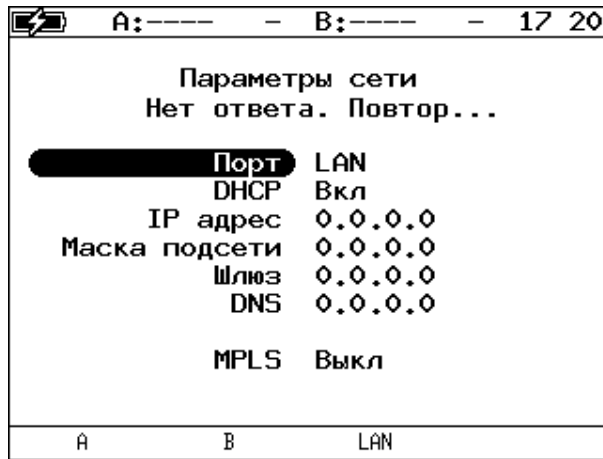 A:---- - B:---- - 17 20
Параметры сети
Нет ответа. Повтор...
Порт LAN
DHCP Вкл
IP адрес 0.0.0.0
Маска подсети 0.0.0.0
Шлюз 0.0.0.0
DNS 0.0.0.0
MPLS Выкл
A B LAN